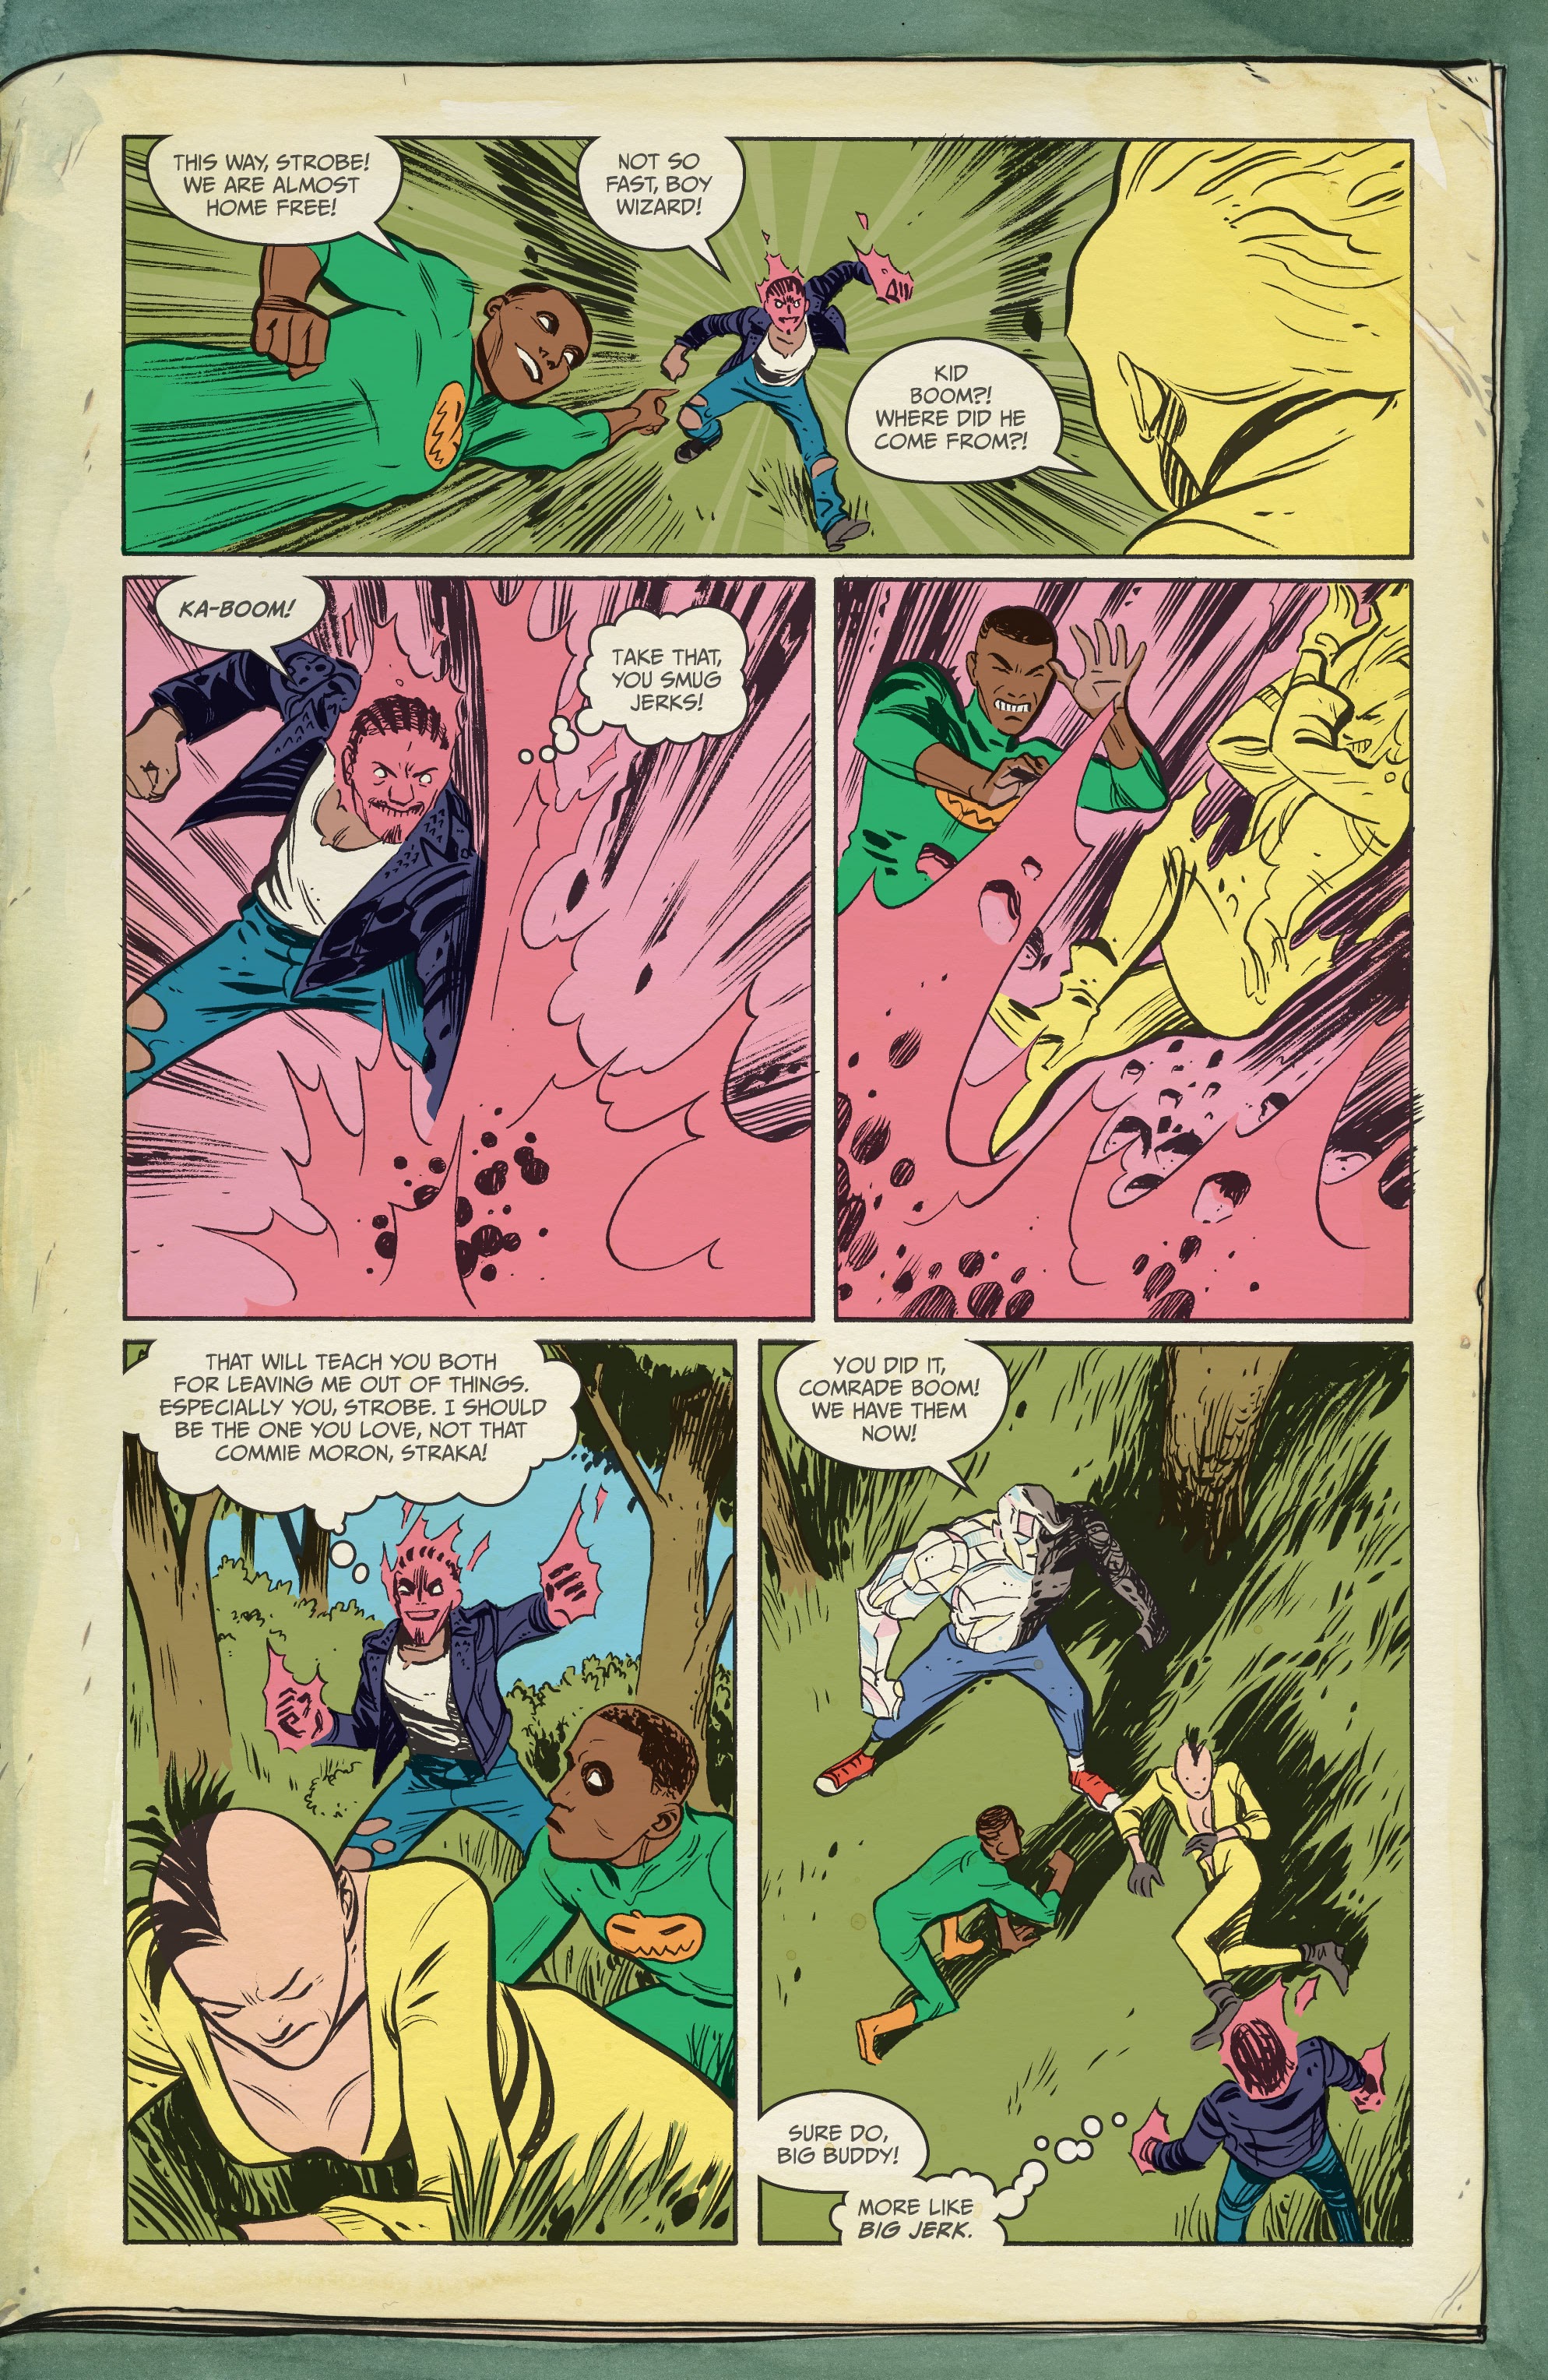 THIS WAY, STROBE!
WE ARE ALMOST
HOME FREE!
NOT SO
FAST, BOY
WIZARD!
KID
BOOM?!
WHERE DID HE
COME FROM?!
KA-BOOM!
TAKE THAT,
YOU SMUG
JERKS!
THAT WILL TEACH YOU BOTH
FOR LEAVING ME OUT OF THINGS.
ESPECIALLY YOU, STROBE. I SHOULD
BE THE ONE YOU LOVE, NOT THAT
COMMIE MORON, STRAKA!
YOU DID IT,
COMRADE BOOM!
WE HAVE THEM
NOW!
SURE DO,
BIG BUDDY!
MORE LIKE
BIG JERK.